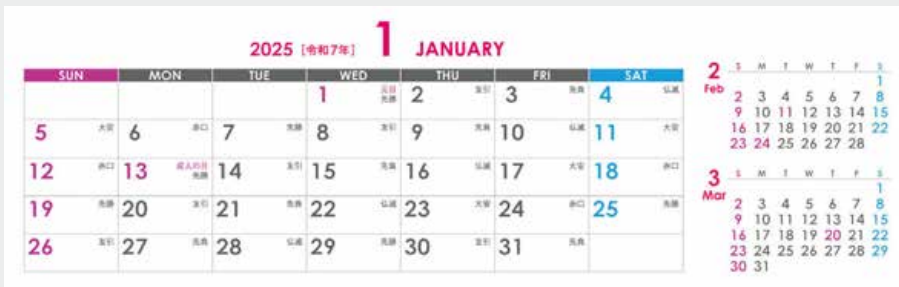 2025 [令和7年] 1 JANUARY
SUN MON TUE WED THU FRI SAT
1 元日 先勝 2 友引 3 先負 4 仏滅
5 大安 6 赤口 7 先勝 8 友引 9 先負 10 仏滅 11 大安
12 赤口 13 成人の日 先勝 14 友引 15 先負 16 仏滅 17 大安 18 赤口
19 先勝 20 友引 21 先負 22 仏滅 23 大安 24 赤口 25 先勝
26 友引 27 先負 28 仏滅 29 先勝 30 友引 31 先負
2 Feb
S M T W T F S
1
2 3 4 5 6 7 8
9 10 11 12 13 14 15
16 17 18 19 20 21 22
23 24 25 26 27 28
3 Mar
S M T W T F S
1
2 3 4 5 6 7 8
9 10 11 12 13 14 15
16 17 18 19 20 21 22
23 24 25 26 27 28 29
30 31